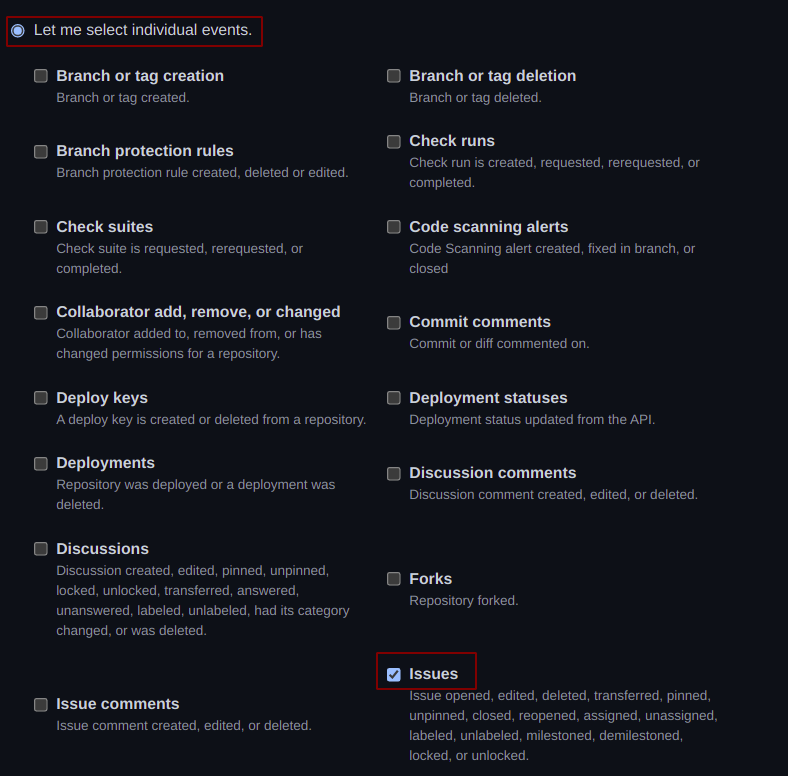 Let me select individual events.
Branch or tag creation
Branch or tag created.
Branch or tag deletion
Branch or tag deleted.
Branch protection rules
Branch protection rule created, deleted or edited.
Check runs
Check run is created, requested, rerequested, or
completed.
Check suites
Check suite is requested, rerequested, or
completed.
Code scanning alerts
Code Scanning alert created, fixed in branch, or
closed
Collaborator add, remove, or changed
Collaborator added to, removed from, or has
changed permissions for a repository.
Commit comments
Commit or diff commented on.
Deploy keys
A deploy key is created or deleted from a repository.
Deployment statuses
Deployment status updated from the API.
Deployments
Repository was deployed or a deployment was
deleted.
Discussion comments
Discussion comment created, edited, or deleted.
Discussions
Discussion created, edited, pinned, unpinned,
locked, unlocked, transferred, answered,
unanswered, labeled, unlabeled, had its category
changed, or was deleted.
Forks
Repository forked.
Issue comments
Issue comment created, edited, or deleted.
Issues
Issue opened, edited, deleted, transferred, pinned,
unpinned, closed, reopened, assigned, unassigned,
labeled, unlabeled, milestoned, demilestoned,
locked, or unlocked.